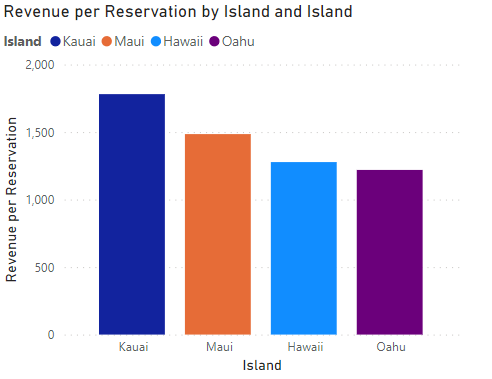 Revenue per Reservation by Island and Island
Island Kauai Maui Hawaii Oahu
2,000
1,500
1,000
500
0
Revenue per Reservation
Kauai Maui Hawaii Oahu
Island